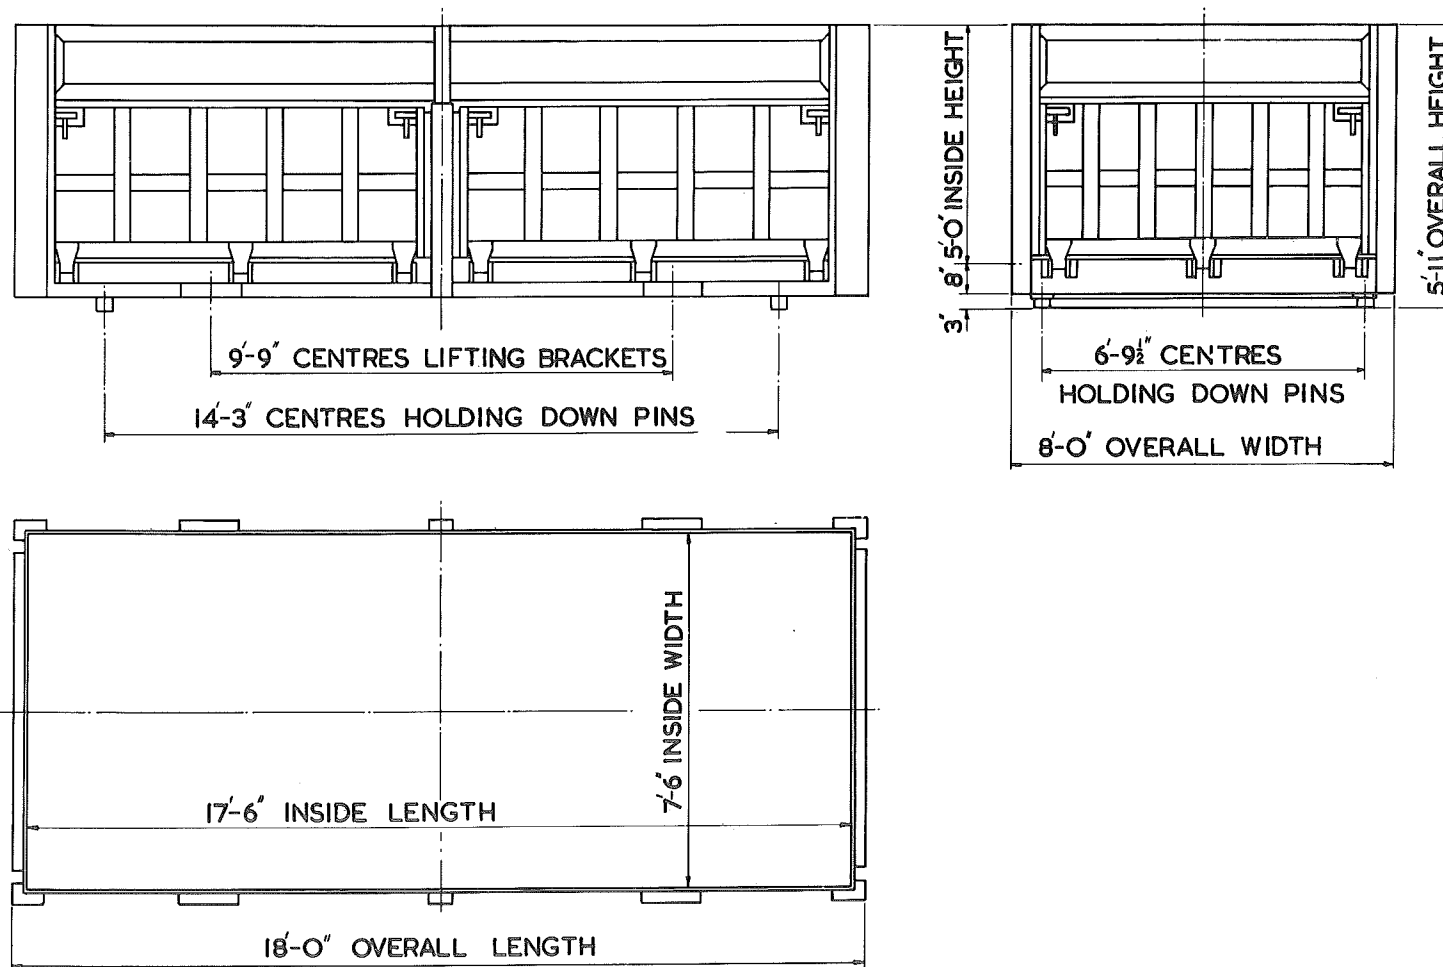 5'-0" INSIDE HEIGHT
8"
3"
5'-11" OVERALL HEIGHT
9'-9" CENTRES LIFTING BRACKETS
14'-3" CENTRES HOLDING DOWN PINS
6'-9½" CENTRES
HOLDING DOWN PINS
8'-0" OVERALL WIDTH
7'-6" INSIDE WIDTH
17'-6" INSIDE LENGTH
18'-0" OVERALL LENGTH